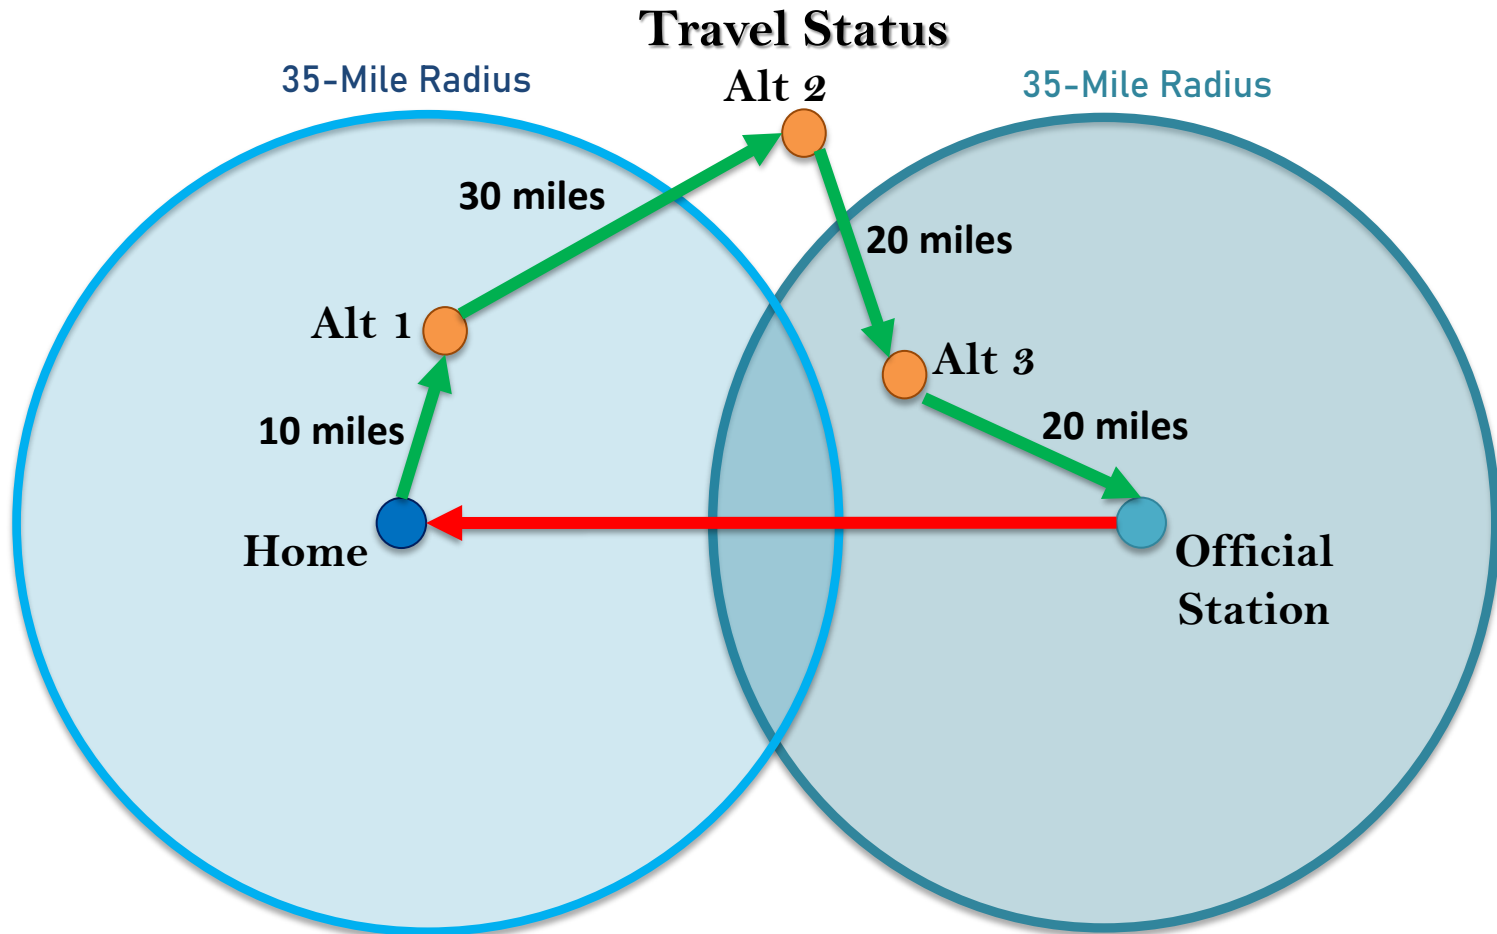 Travel Status
35-Mile Radius
Alt 2
35-Mile Radius
30 miles
20 miles
Alt 1
Alt 3
10 miles
20 miles
Home
Official
Station